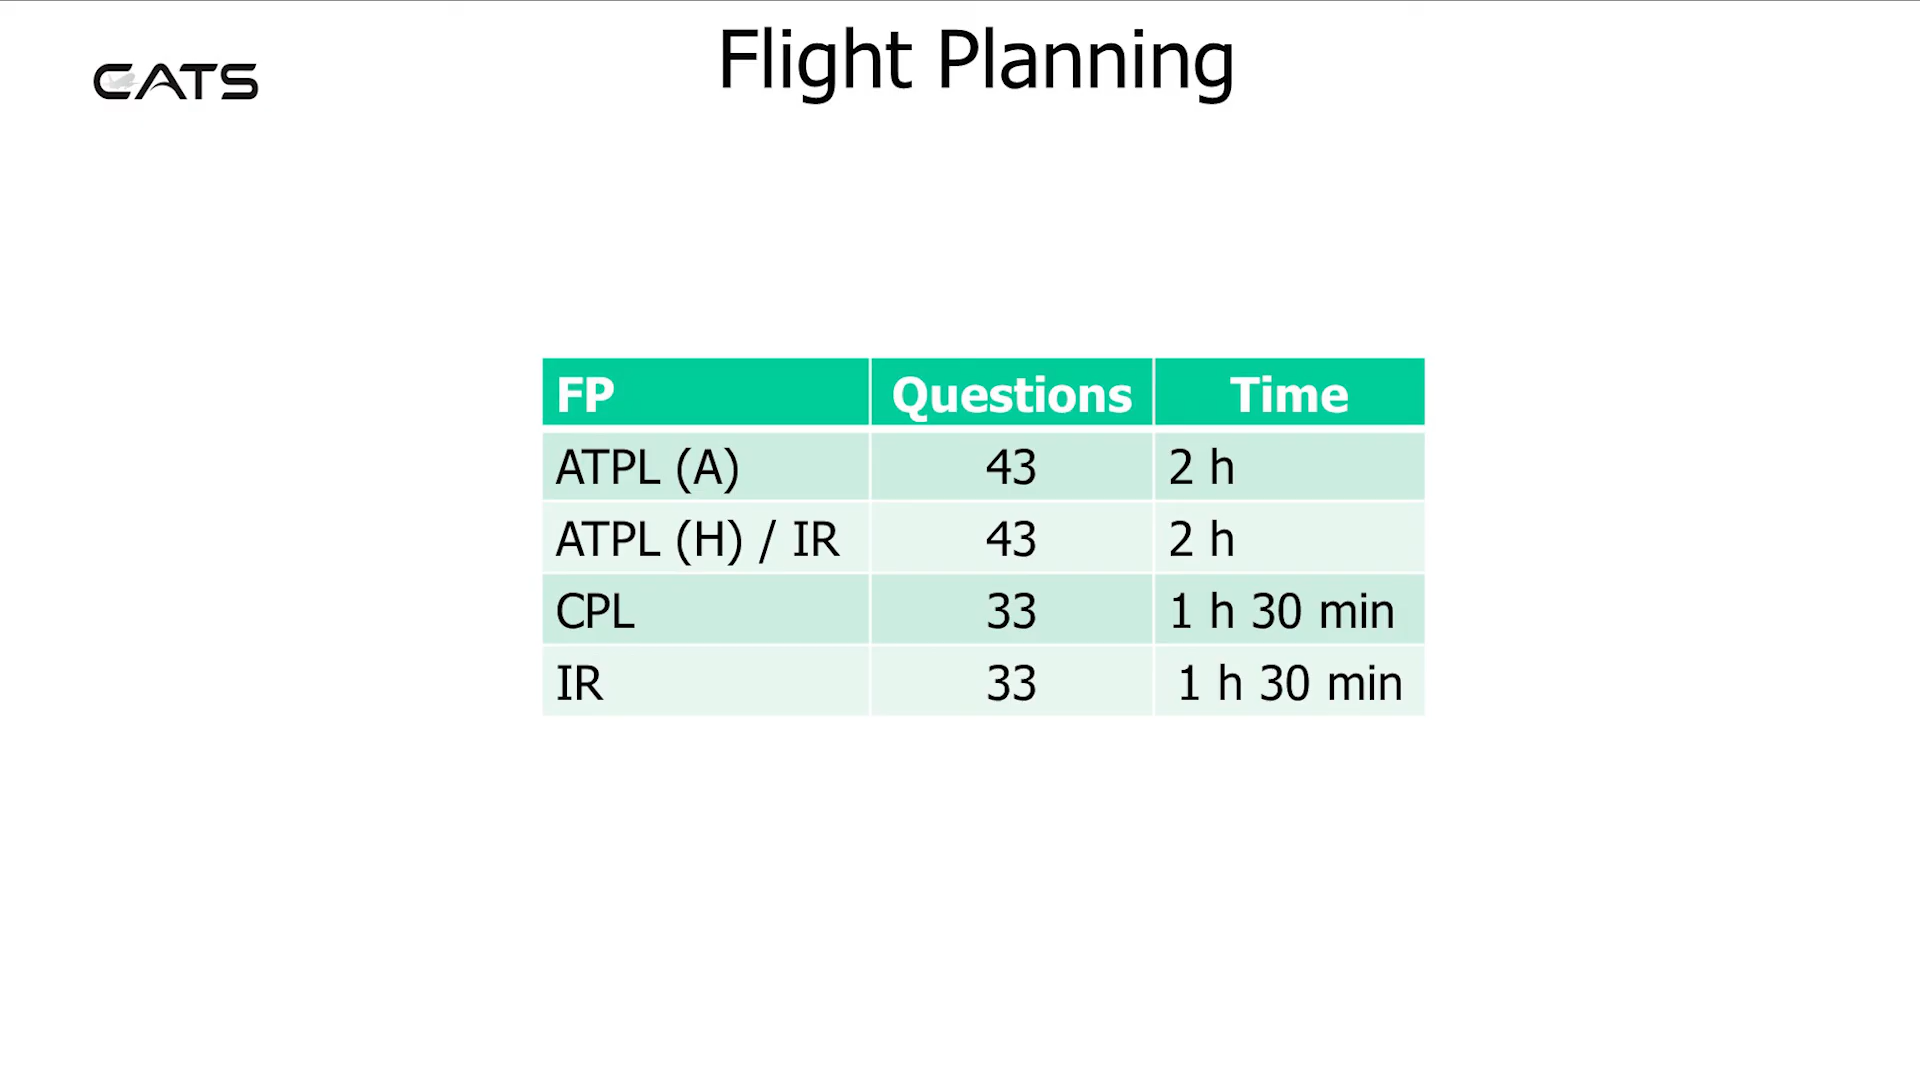 Flight Planning
CATS
FP Questions Time
ATPL (A) 43 2 h
ATPL (H) / IR 43 2 h
CPL 33 1 h 30 min
IR 33 1 h 30 min